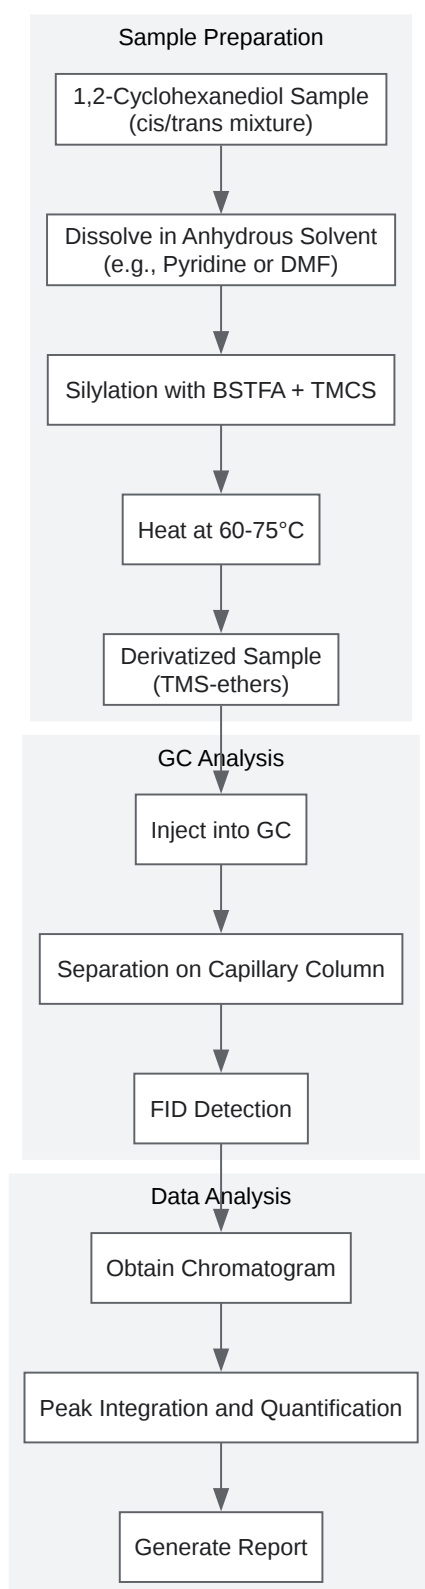 Sample Preparation
1,2-Cyclohexanediol Sample
(cis/trans mixture)
Dissolve in Anhydrous Solvent
(e.g., Pyridine or DMF)
Silylation with BSTFA + TMCS
Heat at 60-75°C
Derivatized Sample
(TMS-ethers)
GC Analysis
Inject into GC
Separation on Capillary Column
FID Detection
Data Analysis
Obtain Chromatogram
Peak Integration and Quantification
Generate Report